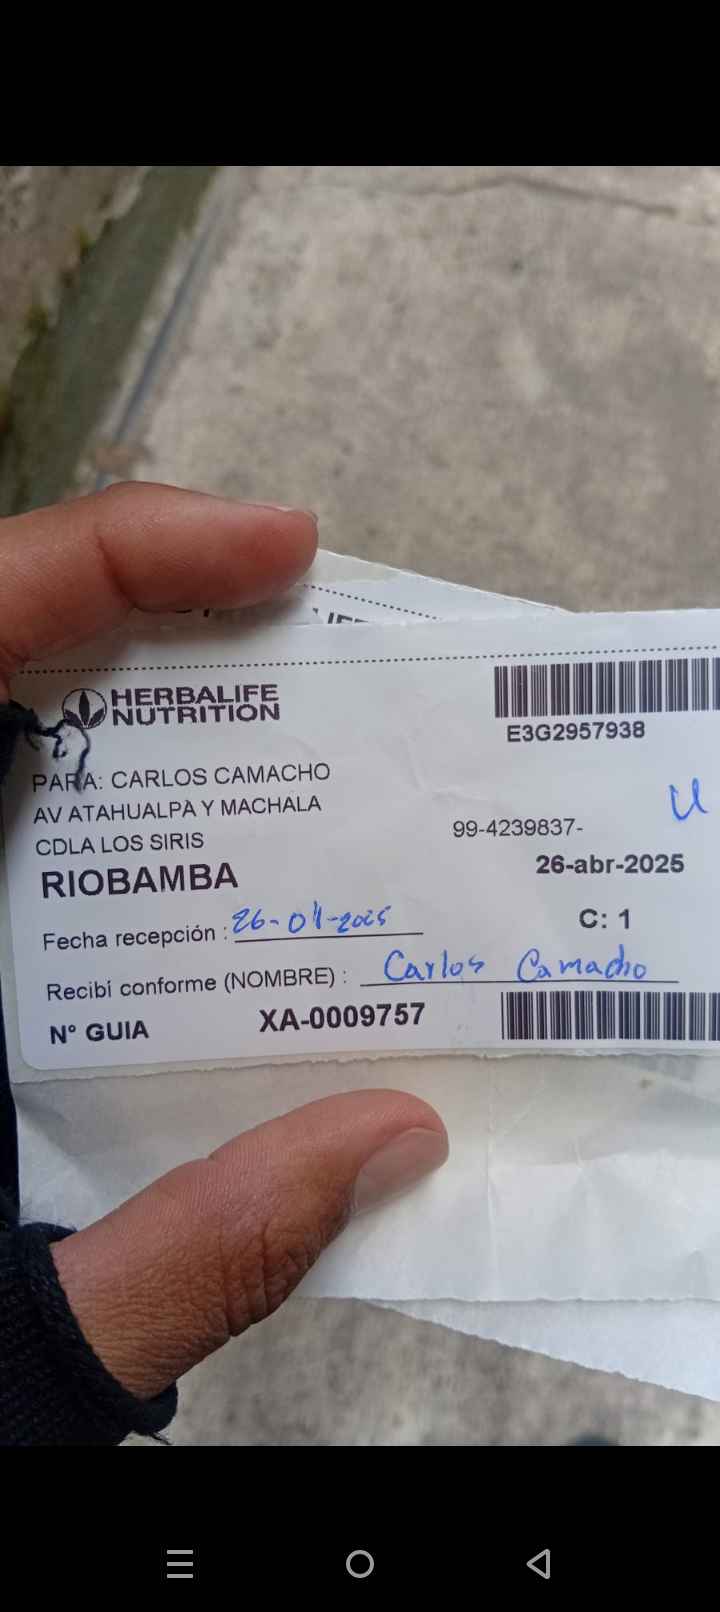 HERBALIFE
NUTRITION
E3G2957938
PARA: CARLOS CAMACHO
AV ATAHUALPA Y MACHALA
CDLA LOS SIRIS
99-4239837-
RIOBAMBA
26-abr-2025
Fecha recepción : 26-04-2025
C: 1
Recibí conforme (NOMBRE) : Carlos Camacho
N° GUIA XA-0009757